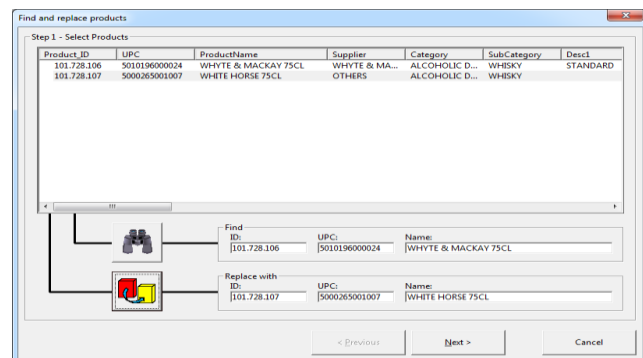 Find and replace products
Step 1 - Select Products
Product_ID UPC ProductName Supplier Category SubCategory Desc1
101.728.106 5010196000024 WHYTE & MACKAY 75CL WHYTE & MA... ALCOHOLIC D... WHISKY STANDARD
101.728.107 5000265001007 WHITE HORSE 75CL OTHERS ALCOHOLIC D... WHISKY
Find
ID: UPC: Name:
101.728.106 5010196000024 WHYTE & MACKAY 75CL
Replace with
ID: UPC: Name:
101.728.107 5000265001007 WHITE HORSE 75CL
< Previous Next > Cancel